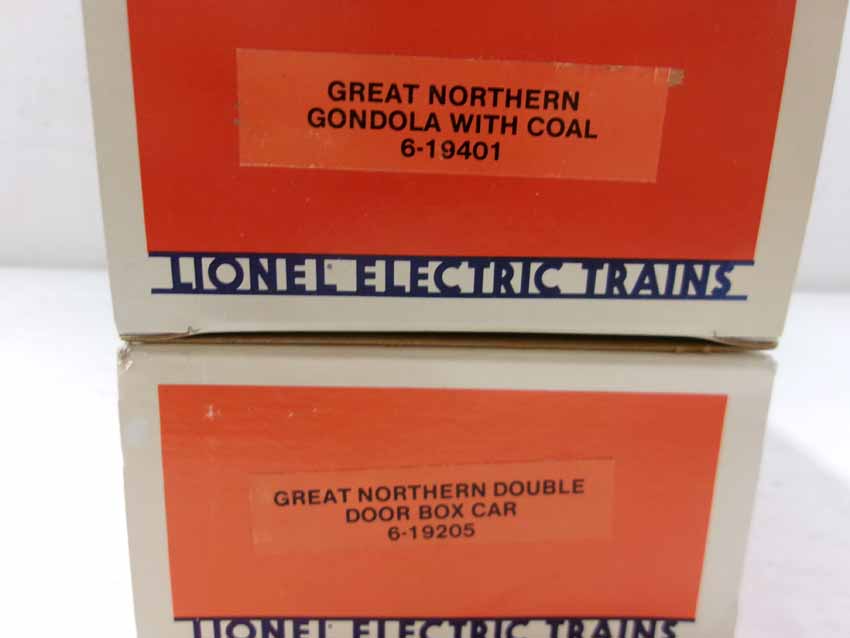 GREAT NORTHERN
GONDOLA WITH COAL
6-19401
LIONEL® ELECTRIC TRAINS
GREAT NORTHERN DOUBLE
DOOR BOX CAR
6-19205
LIONEL® ELECTRIC TRAINS